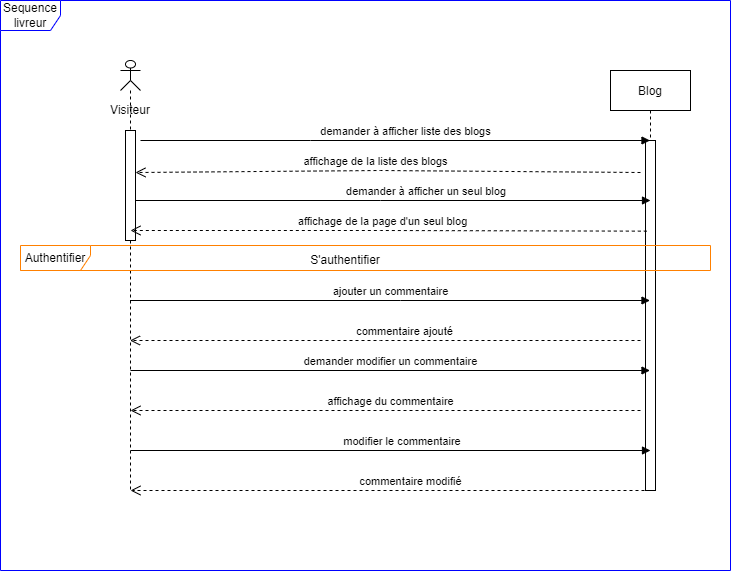 Sequence
livreur
Visiteur
Blog
demander à afficher liste des blogs
affichage de la liste des blogs
demander à afficher un seul blog
affichage de la page d'un seul blog
Authentifier
S'authentifier
ajouter un commentaire
commentaire ajouté
demander modifier un commentaire
affichage du commentaire
modifier le commentaire
commentaire modifié